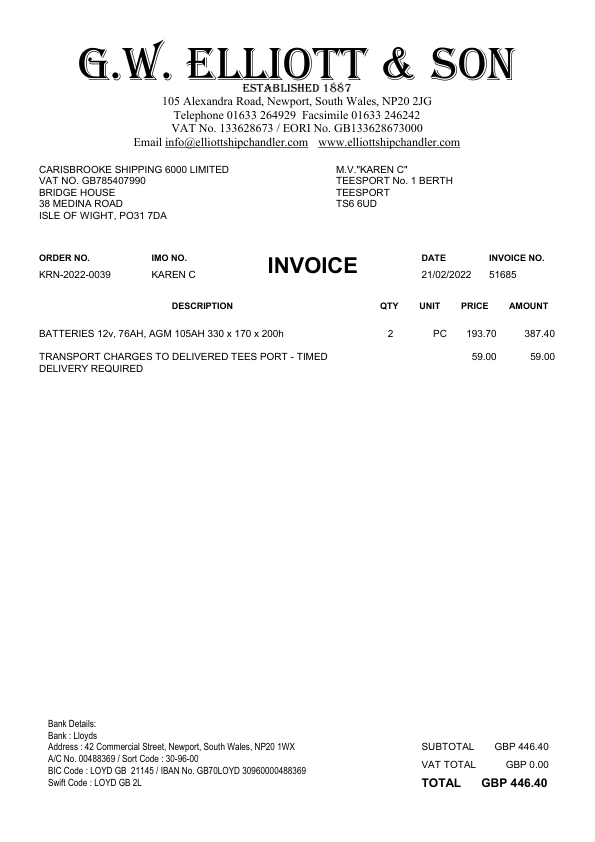 G.W. ELLIOTT & SON
ESTABLISHED 1887
105 Alexandra Road, Newport, South Wales, NP20 2JG
Telephone 01633 264929  Facsimile 01633 246242
VAT No. 133628673 / EORI No. GB133628673000
Email info@elliottshipchandler.com  www.elliottshipchandler.com
CARISBROOKE SHIPPING 6000 LIMITED
VAT NO. GB785407990
BRIDGE HOUSE
38 MEDINA ROAD
ISLE OF WIGHT, PO31 7DA
M.V."KAREN C"
TEESPORT No. 1 BERTH
TEESPORT
TS6 6UD
ORDER NO. IMO NO. INVOICE DATE INVOICE NO.
KRN-2022-0039 KAREN C 21/02/2022 51685
DESCRIPTION QTY UNIT PRICE AMOUNT
BATTERIES 12v, 76AH, AGM 105AH 330 x 170 x 200h 2 PC 193.70 387.40
TRANSPORT CHARGES TO DELIVERED TEES PORT - TIMED 59.00 59.00
DELIVERY REQUIRED
Bank Details:
Bank : Lloyds
Address : 42 Commercial Street, Newport, South Wales, NP20 1WX
A/C No. 00488369 / Sort Code : 30-96-00
BIC Code : LOYD GB  21145 / IBAN No. GB70LOYD 30960000488369
Swift Code : LOYD GB 2L
SUBTOTAL GBP 446.40
VAT TOTAL GBP 0.00
TOTAL GBP 446.40